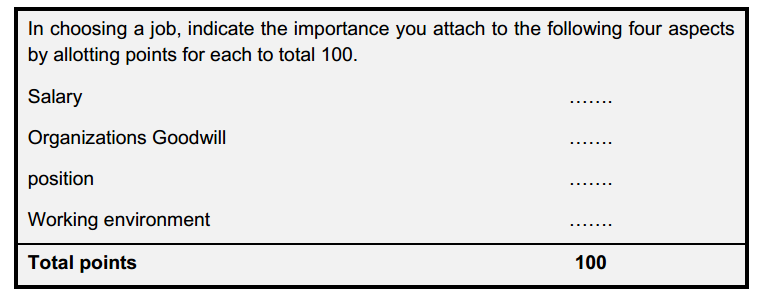 In choosing a job, indicate the importance you attach to the following four aspects
by allotting points for each to total 100.
Salary .......
Organizations Goodwill .......
position .......
Working environment .......
Total points 100